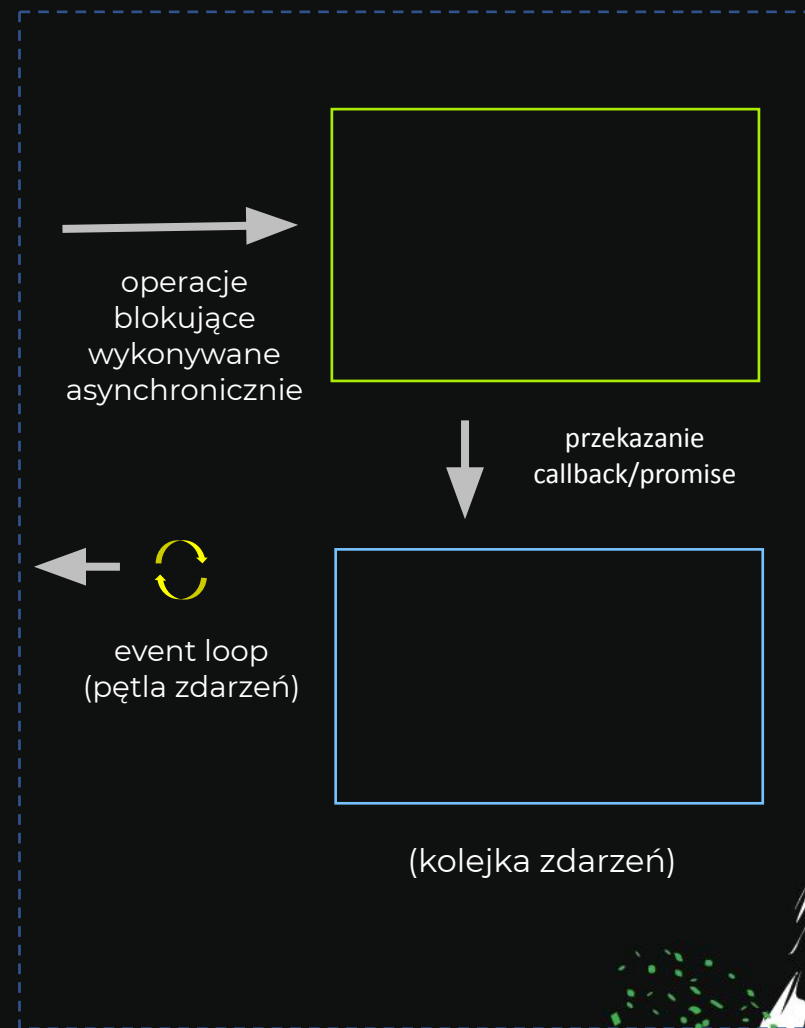 operacje
blokujące
wykonywane
asynchronicznie
przekazanie
callback/promise
event loop
(pętla zdarzeń)
(kolejka zdarzeń)